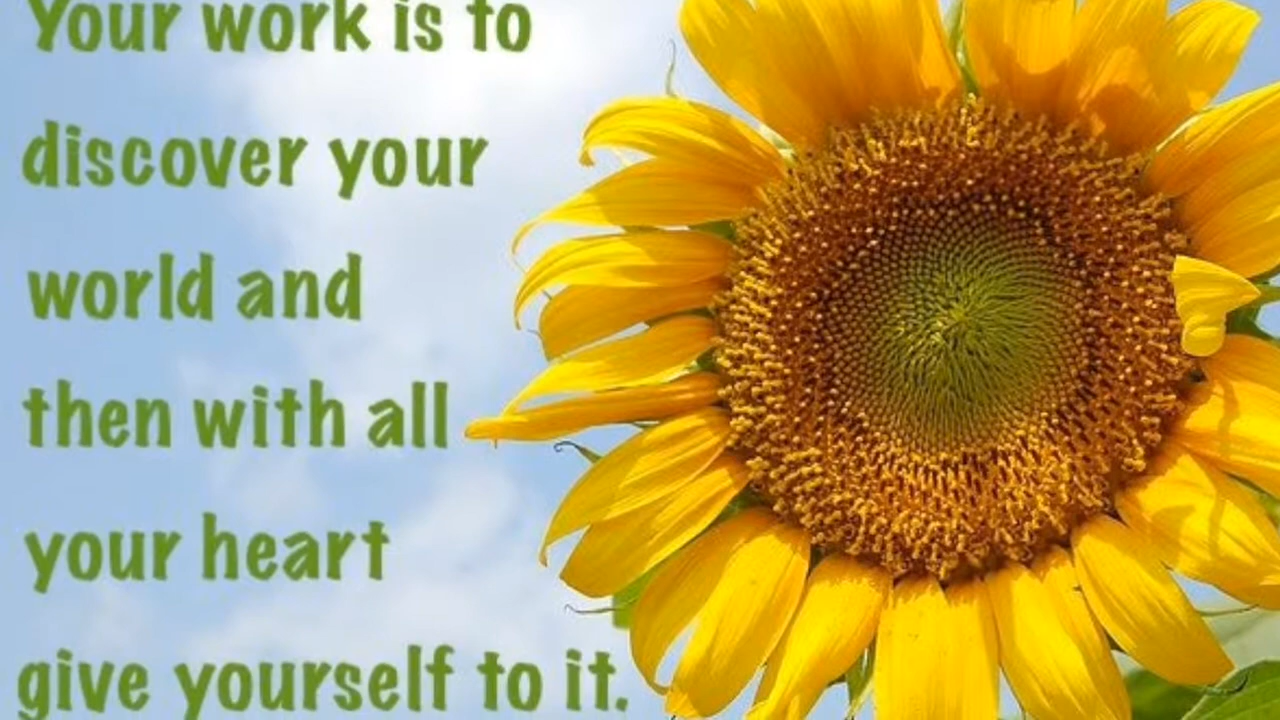 Your work is to
discover your
world and
then with all
your heart
give yourself to it.